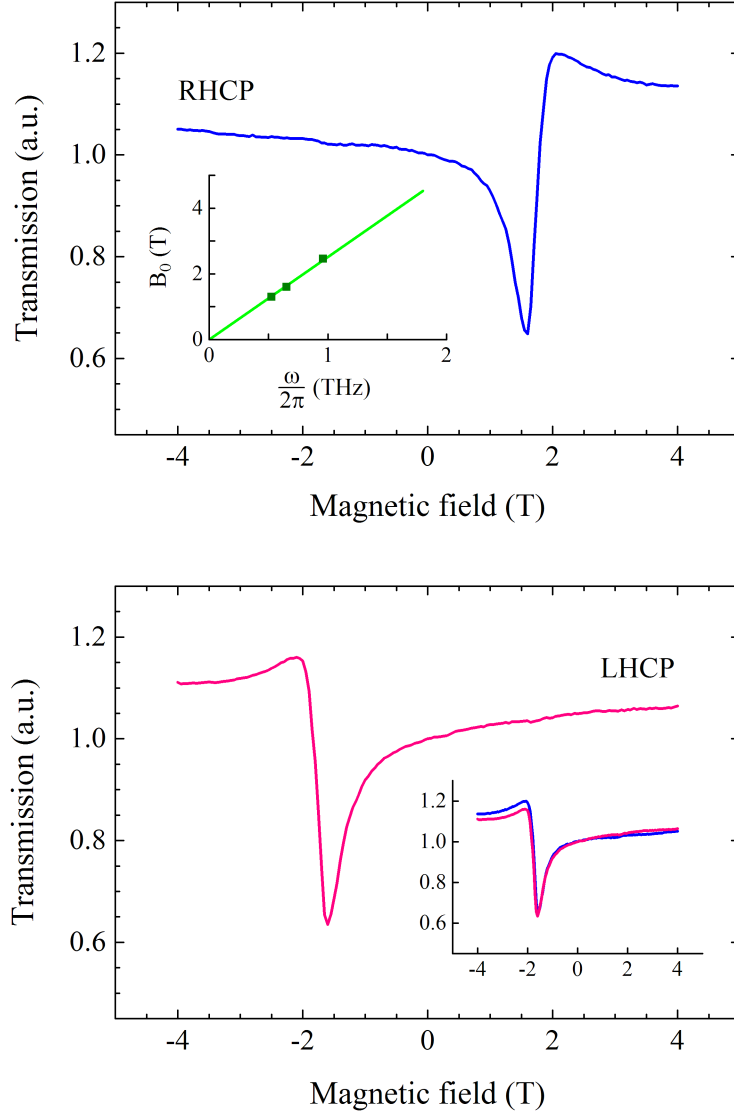 1.2
1.0
0.8
0.6
Transmission (a.u.)
RHCP
4
2
0
B0 (T)
0 1 2
ω
2π (THz)
-4 -2 0 2 4
Magnetic field (T)
1.2
1.0
0.8
0.6
Transmission (a.u.)
LHCP
1.2
1.0
0.8
0.6
-4 -2 0 2 4
-4 -2 0 2 4
Magnetic field (T)